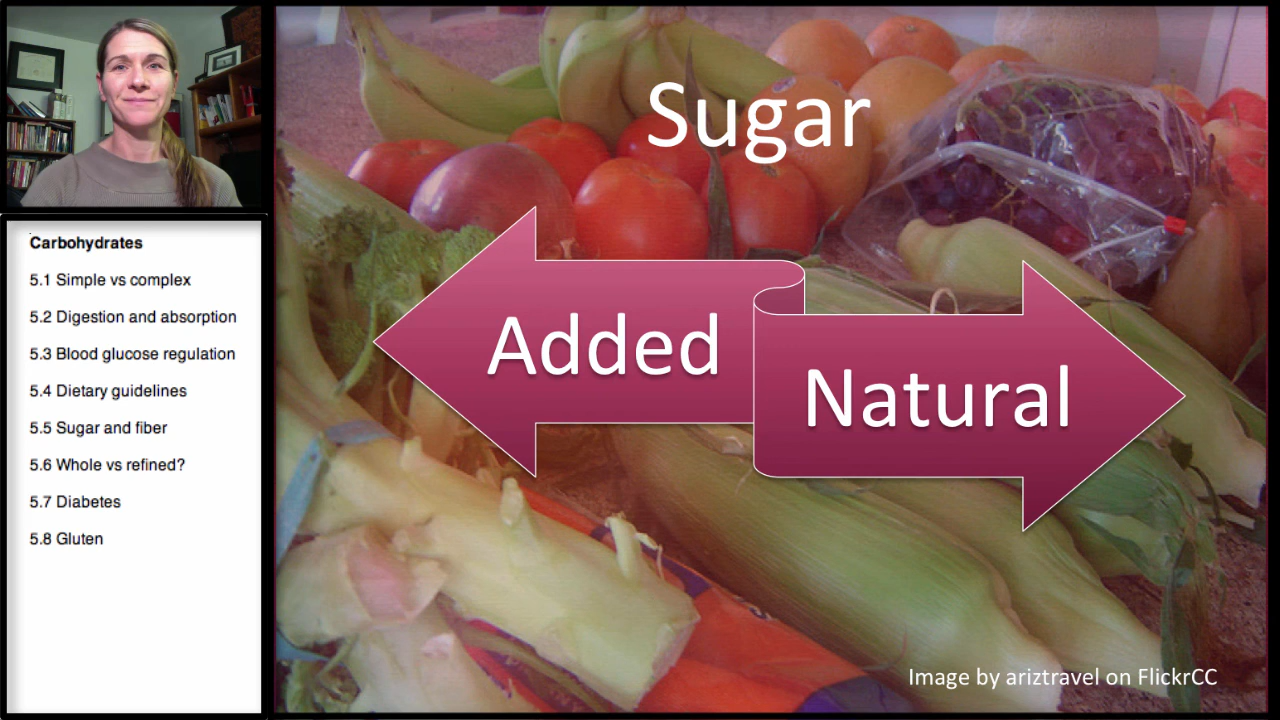 Carbohydrates
5.1 Simple vs complex
5.2 Digestion and absorption
5.3 Blood glucose regulation
5.4 Dietary guidelines
5.5 Sugar and fiber
5.6 Whole vs refined?
5.7 Diabetes
5.8 Gluten
Sugar
Added
Natural
Image by ariztravel on FlickrCC